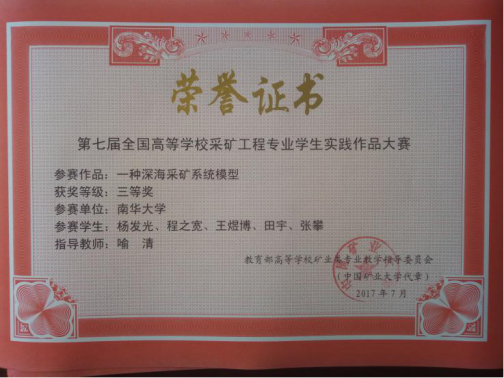 荣誉证书
第七届全国高等学校采矿工程专业学生实践作品大赛
参赛作品：一种深海采矿系统模型
获奖等级：三等奖
参赛单位：南华大学
参赛学生：杨发光、程之宽、王煜博、田宇、张攀
指导教师：喻 清
教育部高等学校矿业类专业教学指导委员会
（中国矿业大学代章）
2017年7月